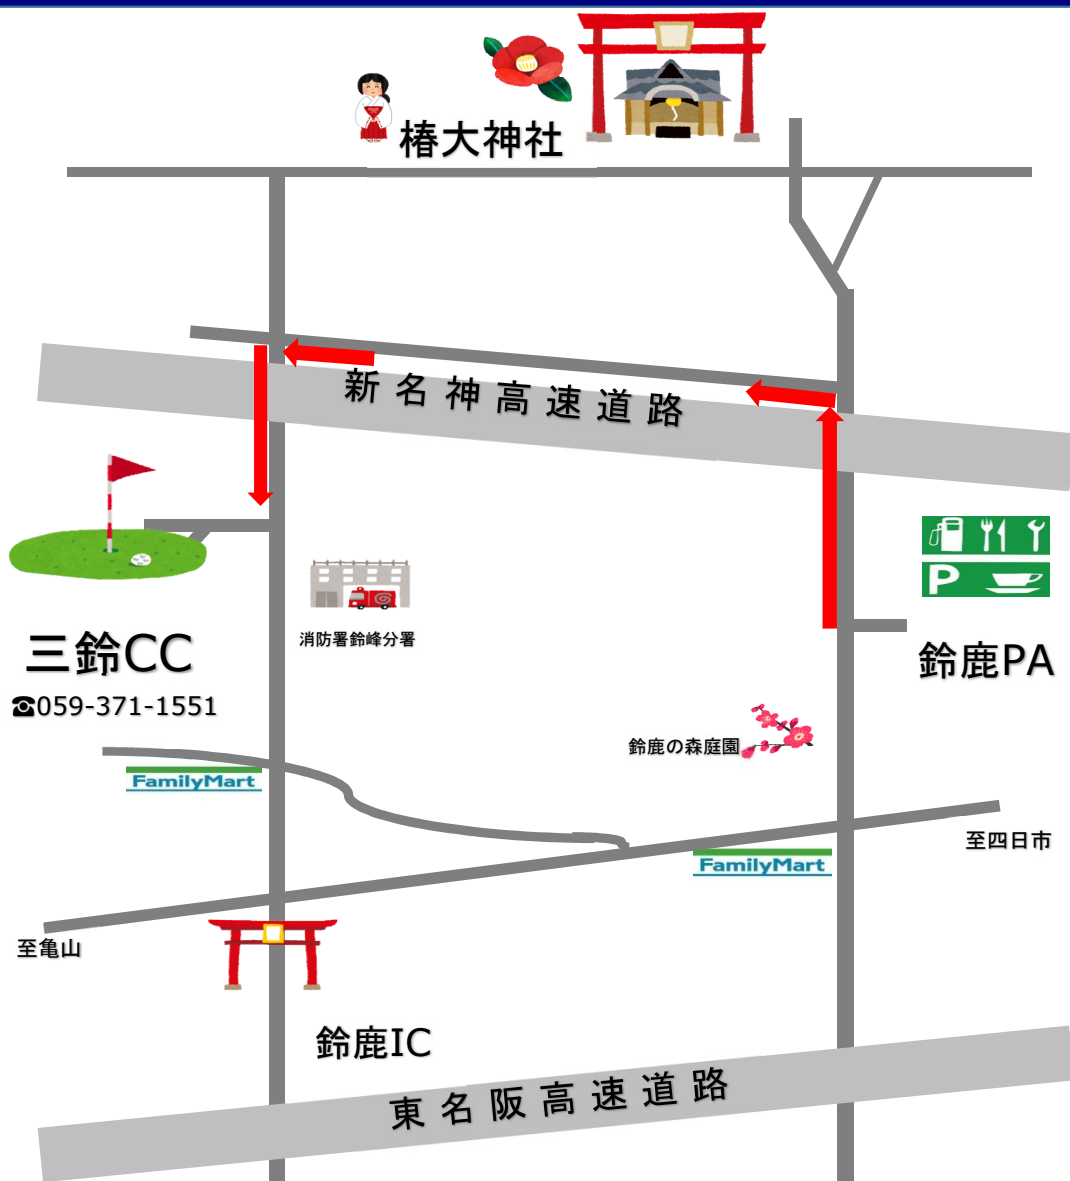 椿大神社
新名神高速道路
P
消防署鈴峰分署
三鈴CC
鈴鹿PA
☎059-371-1551
鈴鹿の森庭園
FamilyMart
至四日市
FamilyMart
至亀山
鈴鹿IC
東名阪高速道路